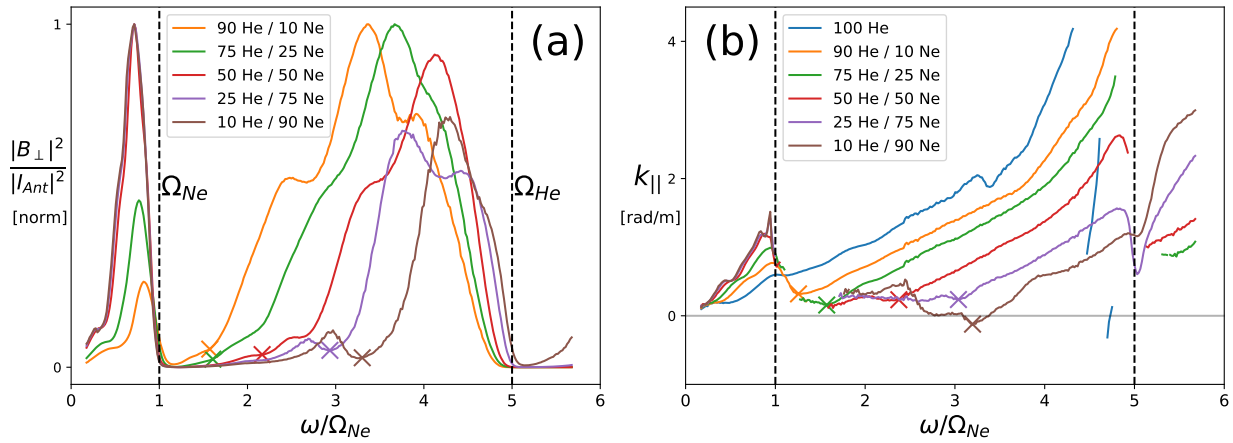 90 He / 10 Ne
75 He / 25 Ne
50 He / 50 Ne
25 He / 75 Ne
10 He / 90 Ne
(a)
1
|B⊥|²
|I_Ant|²
2
[norm]
Ω_Ne
Ω_He
0
0 1 2 3 4 5 6
ω/Ω_Ne
(b)
100 He
90 He / 10 Ne
75 He / 25 Ne
50 He / 50 Ne
25 He / 75 Ne
10 He / 90 Ne
4
2
k||
[rad/m]
0
0 1 2 3 4 5 6
ω/Ω_Ne